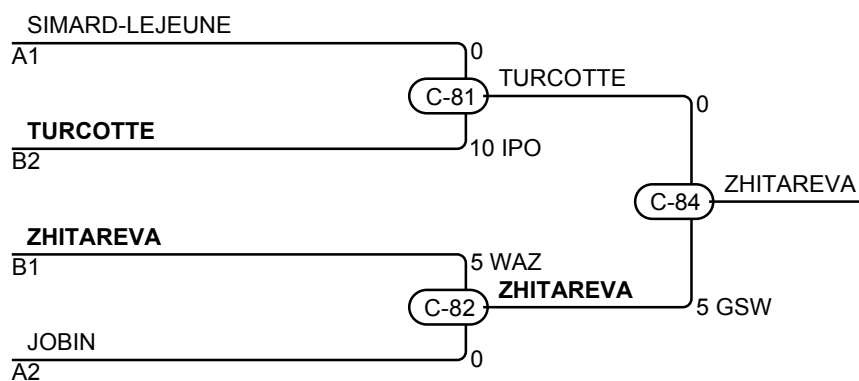 SIMARD-LEJEUNE
A1
0
C-81
TURCOTTE
0
TURCOTTE
B2
10 IPO
C-84
ZHITAREVA
ZHITAREVA
B1
5 WAZ
C-82
ZHITAREVA
5 GSW
JOBIN
A2
0